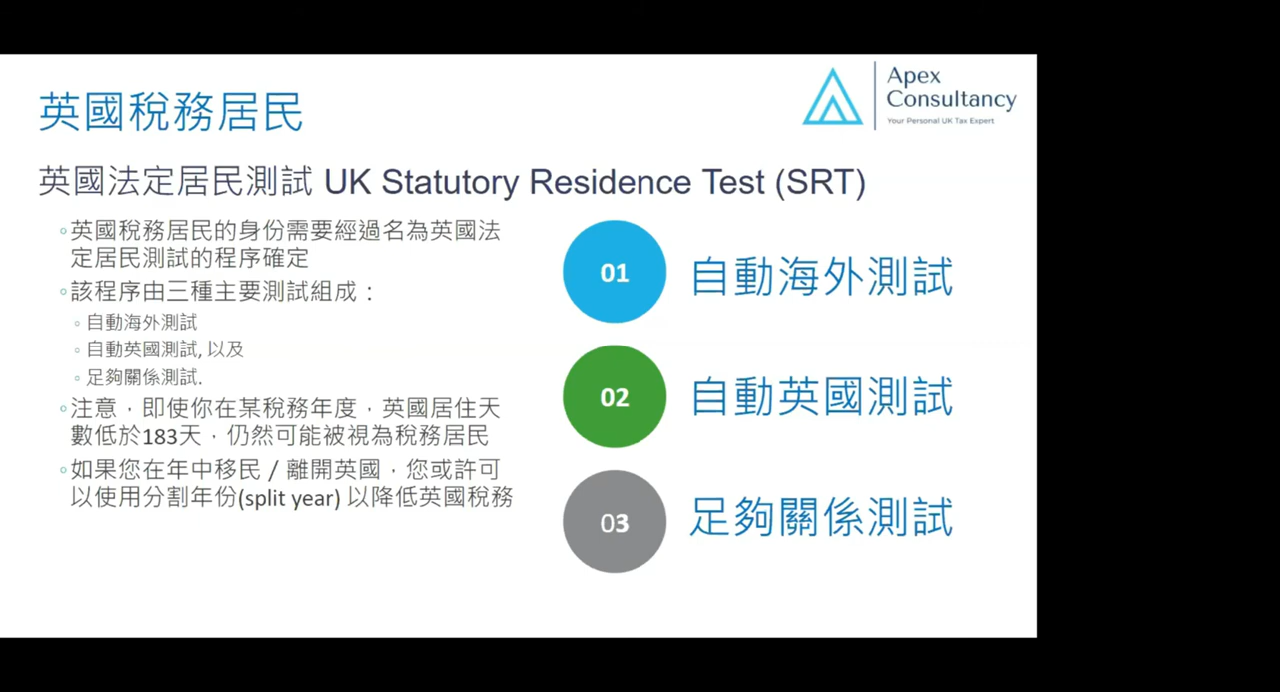 Apex
Consultancy
Your Personal UK Tax Expert
英國稅務居民
英國法定居民測試 UK Statutory Residence Test (SRT)
◦英國稅務居民的身份需要經過名為英國法
定居民測試的程序確定
◦該程序由三種主要測試組成：
◦ 自動海外測試
◦ 自動英國測試, 以及
◦ 足夠關係測試.
◦注意，即使你在某稅務年度，英國居住天
數低於183天，仍然可能被視為稅務居民
◦如果您在年中移民 / 離開英國，您或許可
以使用分割年份(split year) 以降低英國稅務
01 自動海外測試
02 自動英國測試
03 足夠關係測試